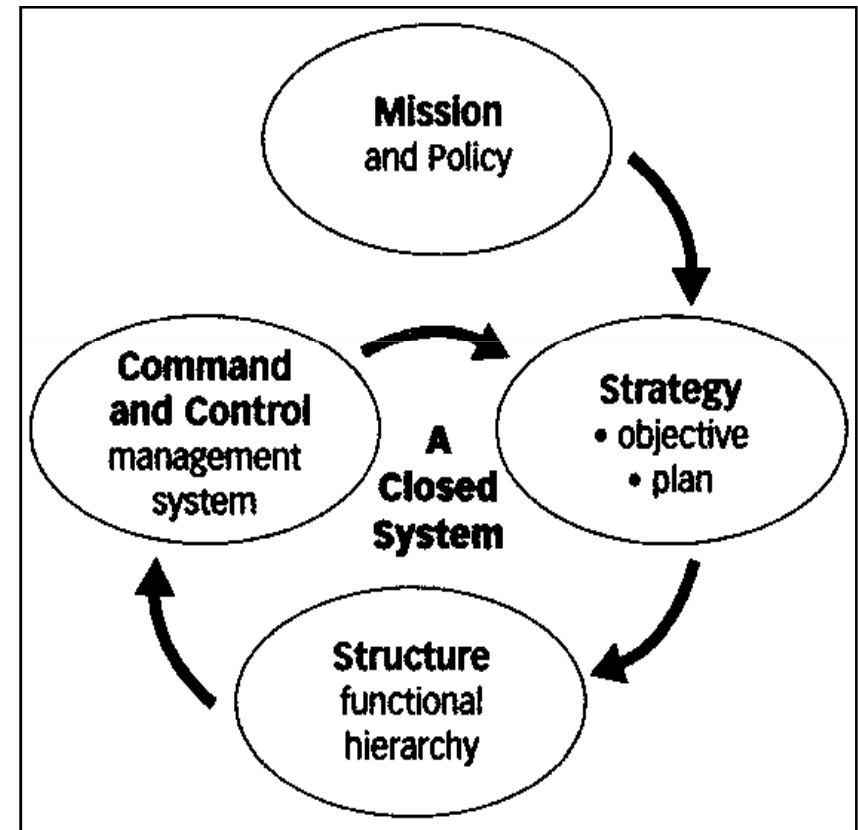 Mission
and Policy
Command
and Control
management
system
A
Closed
System
Strategy
• objective
• plan
Structure
functional
hierarchy